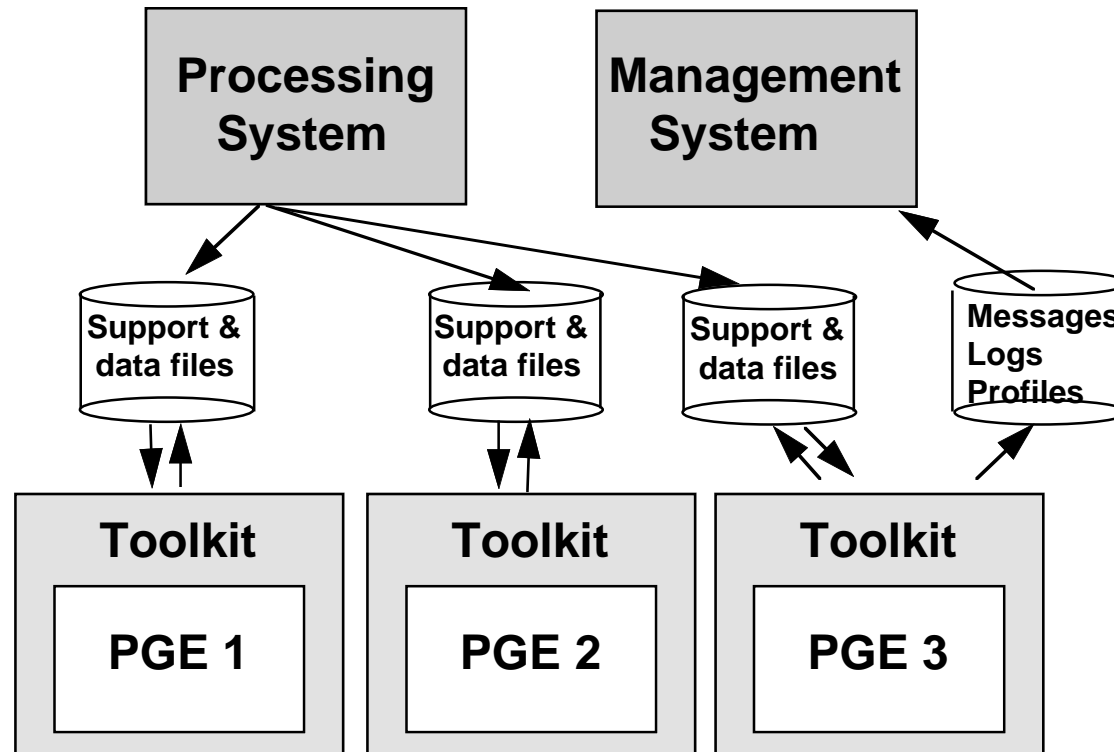 Processing
System
Management
System
Support &
data files
Support &
data files
Support &
data files
Messages
Logs
Profiles
Toolkit
Toolkit
Toolkit
PGE 1
PGE 2
PGE 3